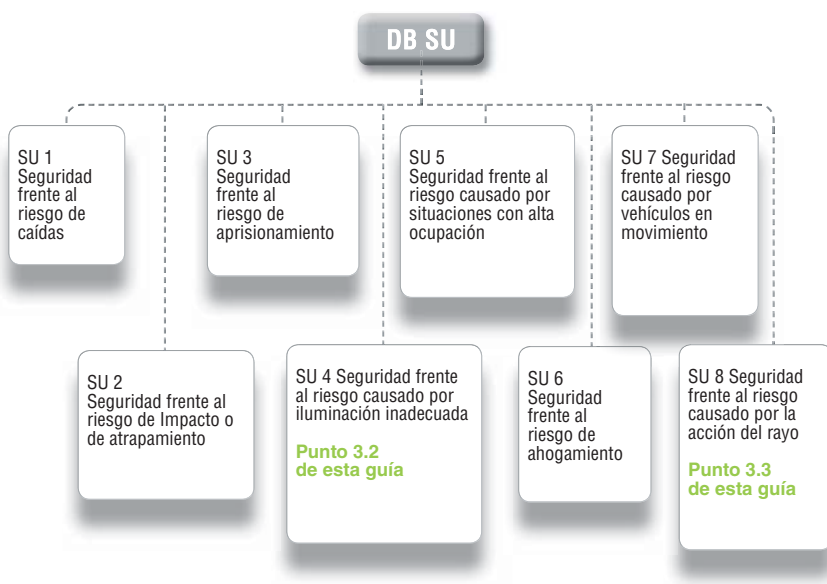 DB SU
SU 1
Seguridad
frente al
riesgo de
caídas
SU 3
Seguridad
frente al
riesgo de
aprisionamiento
SU 5
Seguridad frente al
riesgo causado por
situaciones con alta
ocupación
SU 7 Seguridad
frente al riesgo
causado por
vehículos en
movimiento
SU 2
Seguridad frente al
riesgo de Impacto o
de atrapamiento
SU 4 Seguridad frente
al riesgo causado por
iluminación inadecuada
Punto 3.2
de esta guía
SU 6
Seguridad
frente al
riesgo de
ahogamiento
SU 8 Seguridad
frente al riesgo
causado por la
acción del rayo
Punto 3.3
de esta guía